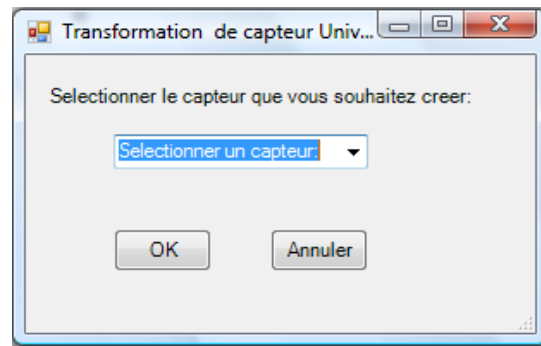 Transformation de capteur Univ...
Selectionner le capteur que vous souhaitez creer:
Selectionner un capteur:
OK Annuler